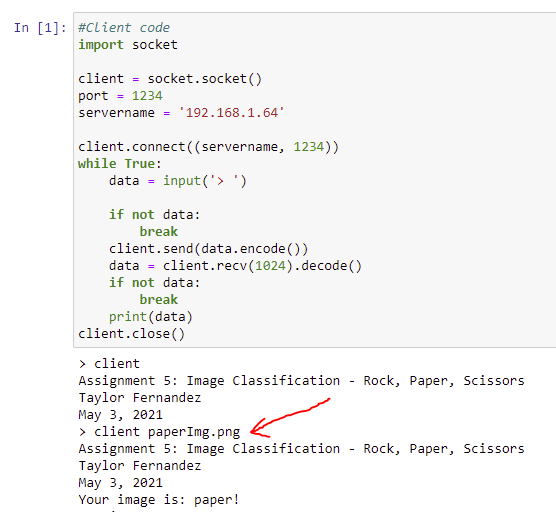 In [1]: #Client code
import socket

client = socket.socket()
port = 1234
servername = '192.168.1.64'

client.connect((servername, 1234))
while True:
    data = input('> ')

    if not data:
        break
    client.send(data.encode())
    data = client.recv(1024).decode()
    if not data:
        break
    print(data)
client.close()
> client
Assignment 5: Image Classification - Rock, Paper, Scissors
Taylor Fernandez
May 3, 2021
> client paperImg.png
Assignment 5: Image Classification - Rock, Paper, Scissors
Taylor Fernandez
May 3, 2021
Your image is: paper!